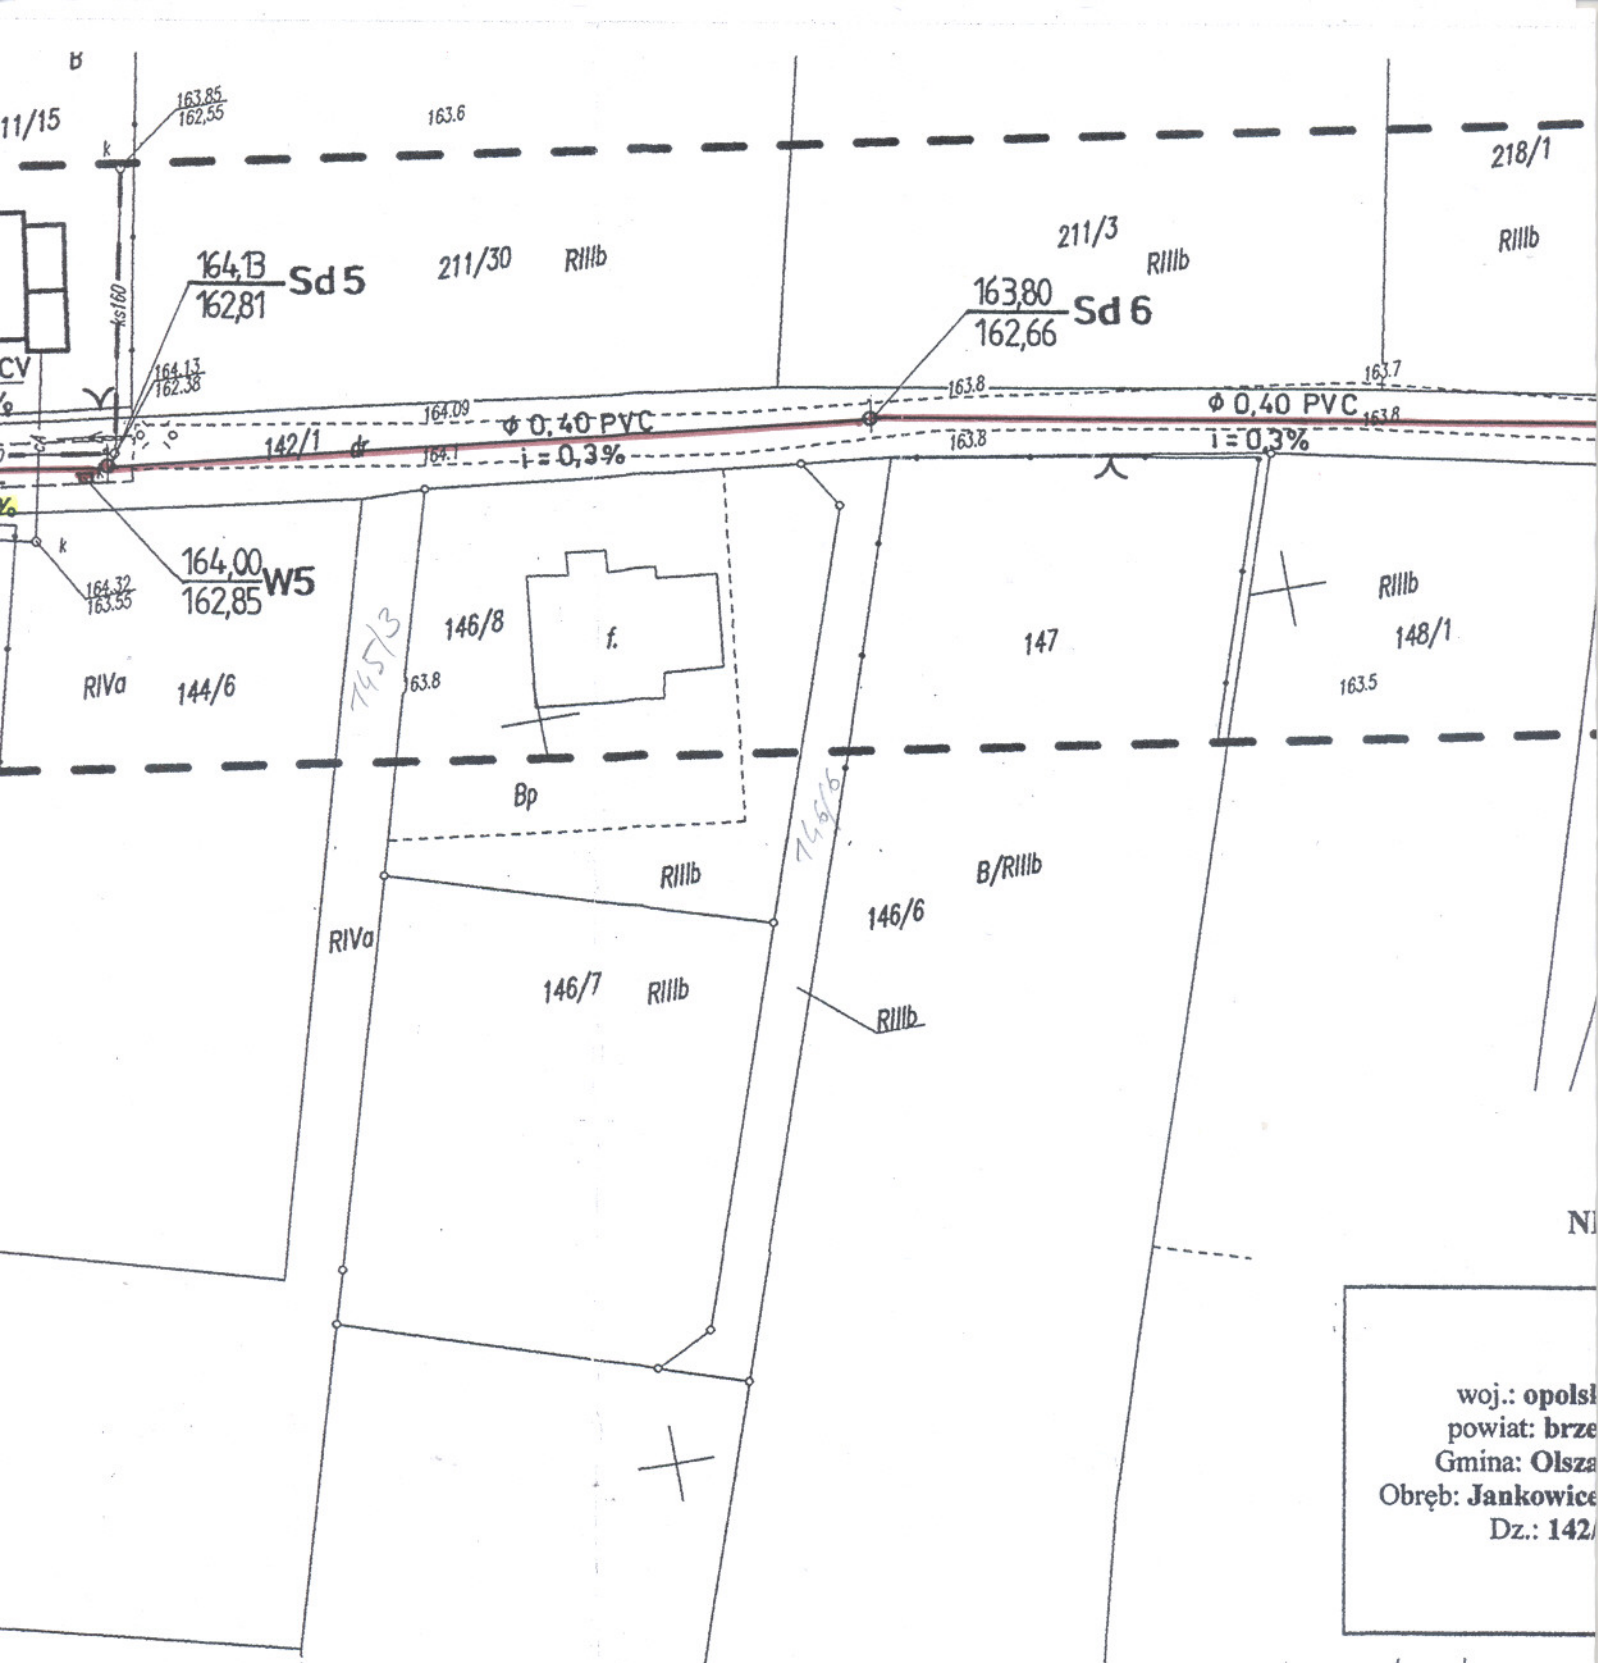 B
11/15
163.85
162,55
163.6
k
218/1
211/30 RIIIb
211/3
RIIIb
RIIIb
164,13
162,81
Sd 5
ks160
163,80
162,66
Sd 6
CV
164.13
162.38
163.7
163.8
164.09
ϕ 0,40 PVC
ϕ 0,40 PVC
163.8
142/1 dr
164.1
i = 0,3%
163.8
i = 0,3%
%
k
164.32
163.55
164,00
162,85
W5
145/3
146/8
f.
147
RIIIb
148/1
RIVa 144/6
63.8
163.5
Bp
146/6
RIIIb
B/RIIIb
146/6
RIVa
146/7 RIIIb
RIIIb
woj.: opols
powiat: brze
Gmina: Olsza
Obręb: Jankowice
Dz.: 142/